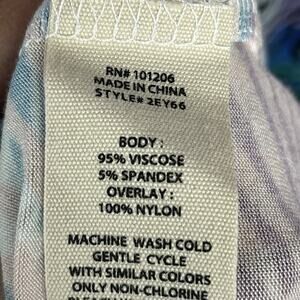 RN# 101206
MADE IN CHINA
STYLE# 2EY66
BODY :
95% VISCOSE
5% SPANDEX
OVERLAY :
100% NYLON
MACHINE WASH COLD
GENTLE CYCLE
WITH SIMILAR COLORS
ONLY NON-CHLORINE